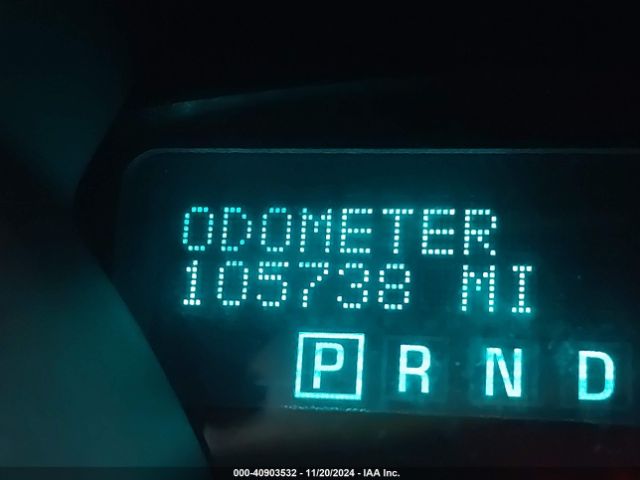 ODOMETER
105738 MI
P R N D
000-40903532 - 11/20/2024 - IAA Inc.